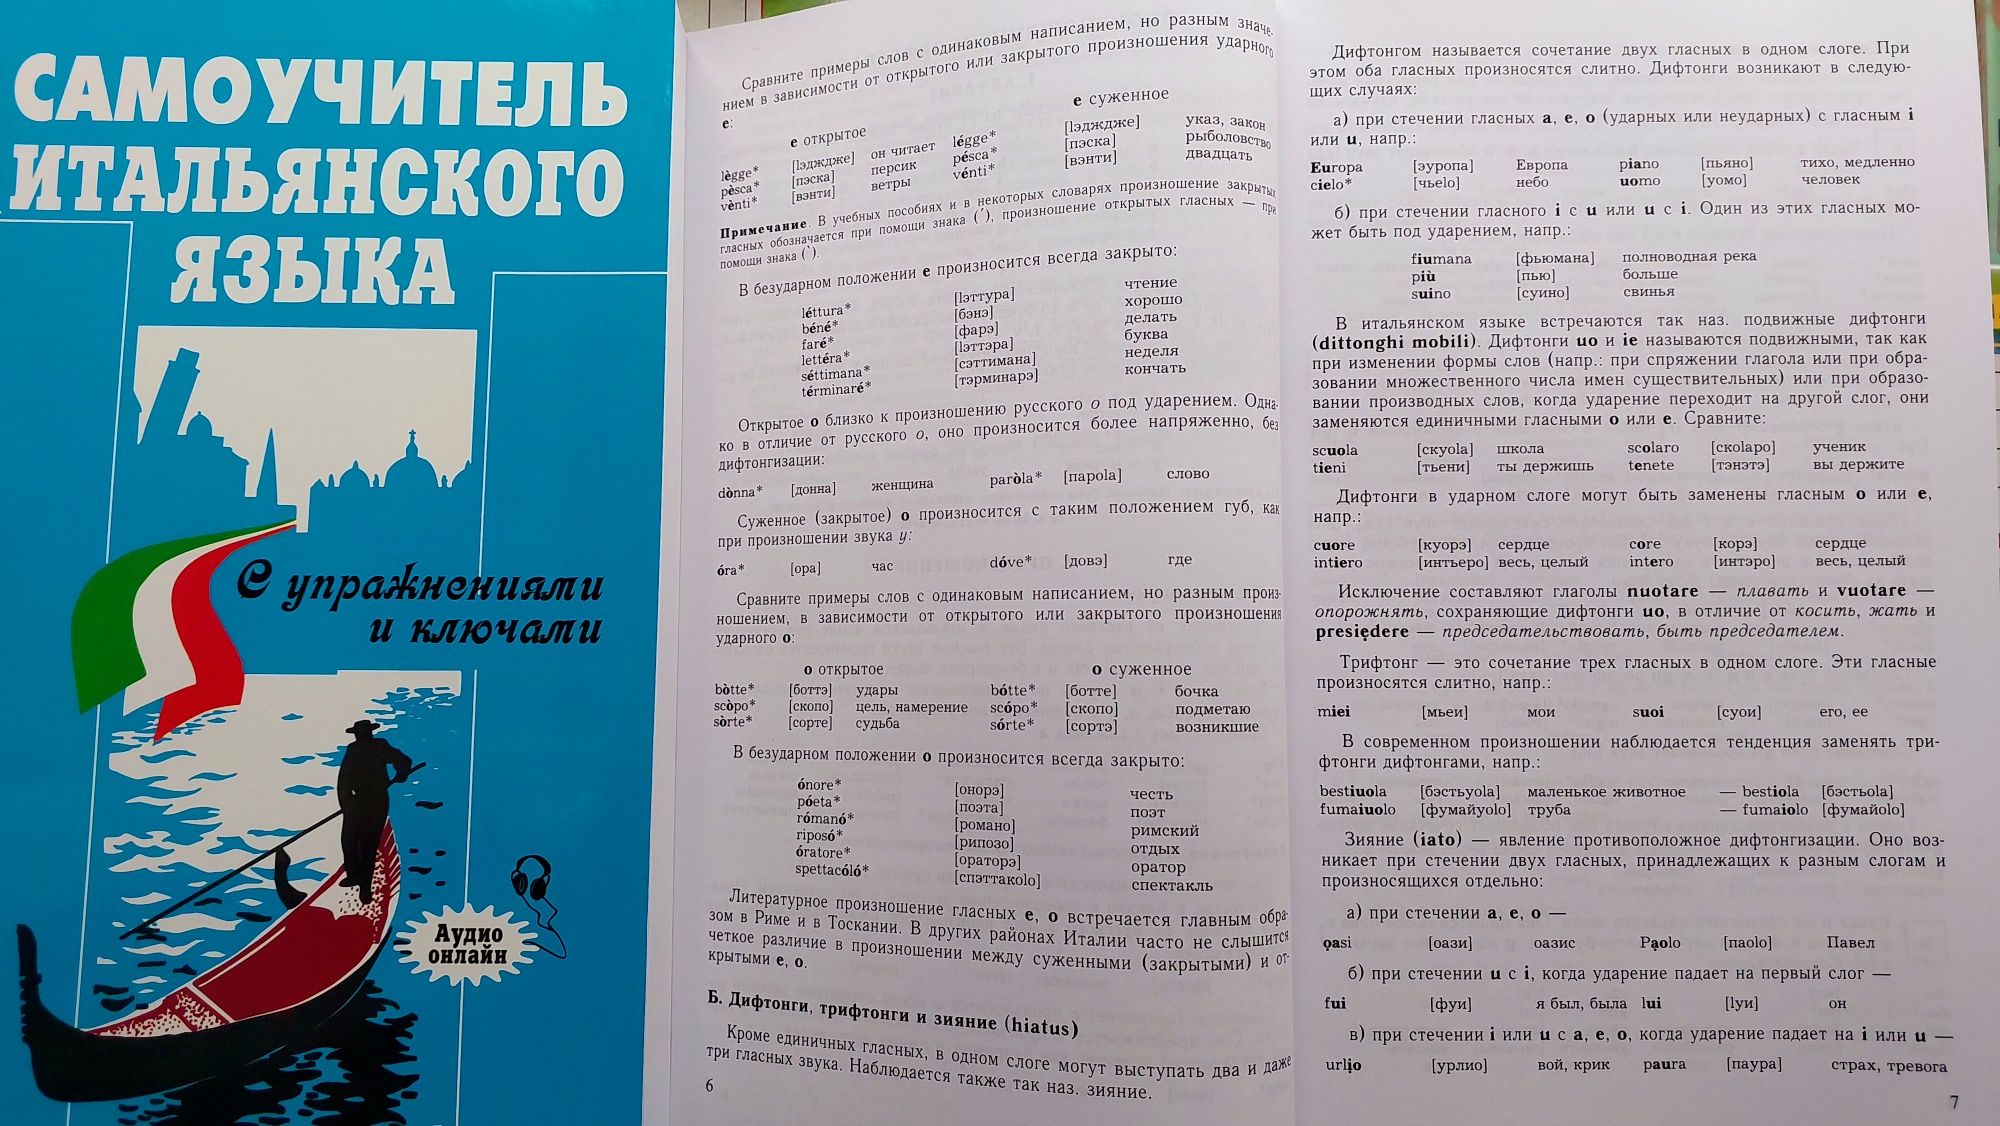 САМОУЧИТЕЛЬ
ИТАЛЬЯНСКОГО
ЯЗЫКА
С упражнениями
и ключами
Аудио
онлайн
Сравните примеры слов с одинаковым написанием, но разным значе-
нием в зависимости от открытого или закрытого произношения ударного
е:
е открытое е суженное
lègge* [лэдждже] он читает légge* [лэдждже] указ, закон
pèsca* [пэска] персик pésca* [пэска] рыболовство
vènti* [вэнти] ветры vénti* [вэнти] двадцать
Примечание. В учебных пособиях и в некоторых словарях произношение закрытых
гласных обозначается при помощи знака (´), произношение открытых гласных — при
помощи знака (`).
В безударном положении е произносится всегда закрыто:
léttura* [лэттура] чтение
béné* [бэнэ] хорошо
faré* [фарэ] делать
lettéra* [лэттэра] буква
séttimana* [сэттимана] неделя
términaré* [тэрминарэ] кончать
Открытое о близко к произношению русского о под ударением. Одна-
ко в отличие от русского о, оно произносится более напряженно, без
дифтонгизации:
dònna* [донна] женщина paròla* [пароlа] слово
Суженное (закрытое) о произносится с таким положением губ, как
при произношении звука у:
óra* [ора] час dóve* [довэ] где
Сравните примеры слов с одинаковым написанием, но разным произ-
ношением, в зависимости от открытого или закрытого произношения
ударного о:
о открытое о суженное
bòtte* [боттэ] удары bótte* [ботте] бочка
scòpo* [скопо] цель, намерение scópo* [скопо] подметаю
sòrte* [сорте] судьба sórte* [сортэ] возникшие
В безударном положении о произносится всегда закрыто:
ónore* [онорэ] честь
póeta* [поэта] поэт
rómanó* [романо] римский
riposó* [рипозо] отдых
óratore* [ораторэ] оратор
spettacóló* [спэттакоlо] спектакль
Литературное произношение гласных е, о встречается главным обра-
зом в Риме и в Тоскании. В других районах Италии часто не слышится
четкое различие в произношении между суженными (закрытыми) и от-
крытыми е, о.
Б. Дифтонги, трифтонги и зияние (hiatus)
Кроме единичных гласных, в одном слоге могут выступать два и даже
три гласных звука. Наблюдается также так наз. зияние.
6
Дифтонгом называется сочетание двух гласных в одном слоге. При
этом оба гласных произносятся слитно. Дифтонги возникают в следую-
щих случаях:
а) при стечении гласных а, е, о (ударных или неударных) с гласным i
или u, напр.:
Europa [эуропа] Европа piano [пьяно] тихо, медленно
cielo* [чьеlо] небо uomo [уомо] человек
б) при стечении гласного i с u или u с i. Один из этих гласных мо-
жет быть под ударением, напр.:
fiumana [фьюмана] полноводная река
più [пью] больше
suino [суино] свинья
В итальянском языке встречаются так наз. подвижные дифтонги
(dittonghi mobili). Дифтонги uo и ie называются подвижными, так как
при изменении формы слов (напр.: при спряжении глагола или при обра-
зовании множественного числа имен существительных) или при образо-
вании производных слов, когда ударение переходит на другой слог, они
заменяются единичными гласными о или е. Сравните:
scuola [скуоlа] школа scolaro [скоlаро] ученик
tieni [тьени] ты держишь tenete [тэнэтэ] вы держите
Дифтонги в ударном слоге могут быть заменены гласным о или е,
напр.:
cuore [куорэ] сердце core [корэ] сердце
intiero [интьеро] весь, целый intero [интэро] весь, целый
Исключение составляют глаголы nuotare — плавать и vuotare —
опорожнять, сохраняющие дифтонги uo, в отличие от косить, жать и
presiẹdere — председательствовать, быть председателем.
Трифтонг — это сочетание трех гласных в одном слоге. Эти гласные
произносятся слитно, напр.:
miei [мьеи] мои suoi [суои] его, ее
В современном произношении наблюдается тенденция заменять три-
фтонги дифтонгами, напр.:
bestiuola [бэстьуоlа] маленькое животное — bestiola [бэстьоlа]
fumaiuolo [фумайуоlо] труба — fumaiolo [фумайоlо]
Зияние (iato) — явление противоположное дифтонгизации. Оно воз-
никает при стечении двух гласных, принадлежащих к разным слогам и
произносящихся отдельно:
а) при стечении а, е, о —
ọasi [оази] оазис Pạolo [паоlо] Павел
б) при стечении u с i, когда ударение падает на первый слог —
fui [фуи] я был, была lui [lуи] он
в) при стечении i или u с а, е, о, когда ударение падает на i или u —
urlịo [урлио] вой, крик paura [паура] страх, тревога
7